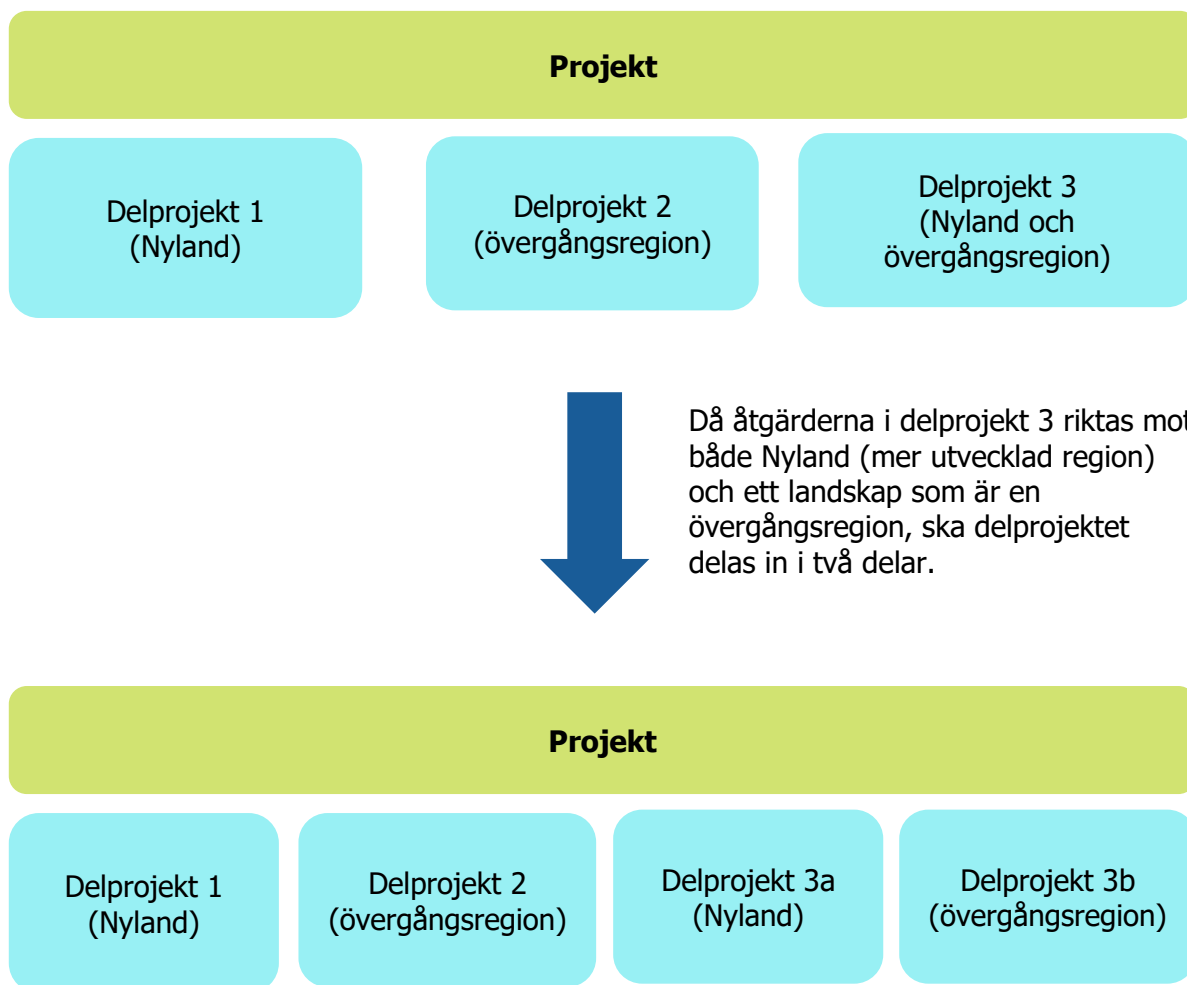 Projekt
Delprojekt 1
(Nyland)
Delprojekt 2
(övergångsregion)
Delprojekt 3
(Nyland och
övergångsregion)
Då åtgärderna i delprojekt 3 riktas mot
både Nyland (mer utvecklad region)
och ett landskap som är en
övergångsregion, ska delprojektet
delas in i två delar.
Projekt
Delprojekt 1
(Nyland)
Delprojekt 2
(övergångsregion)
Delprojekt 3a
(Nyland)
Delprojekt 3b
(övergångsregion)